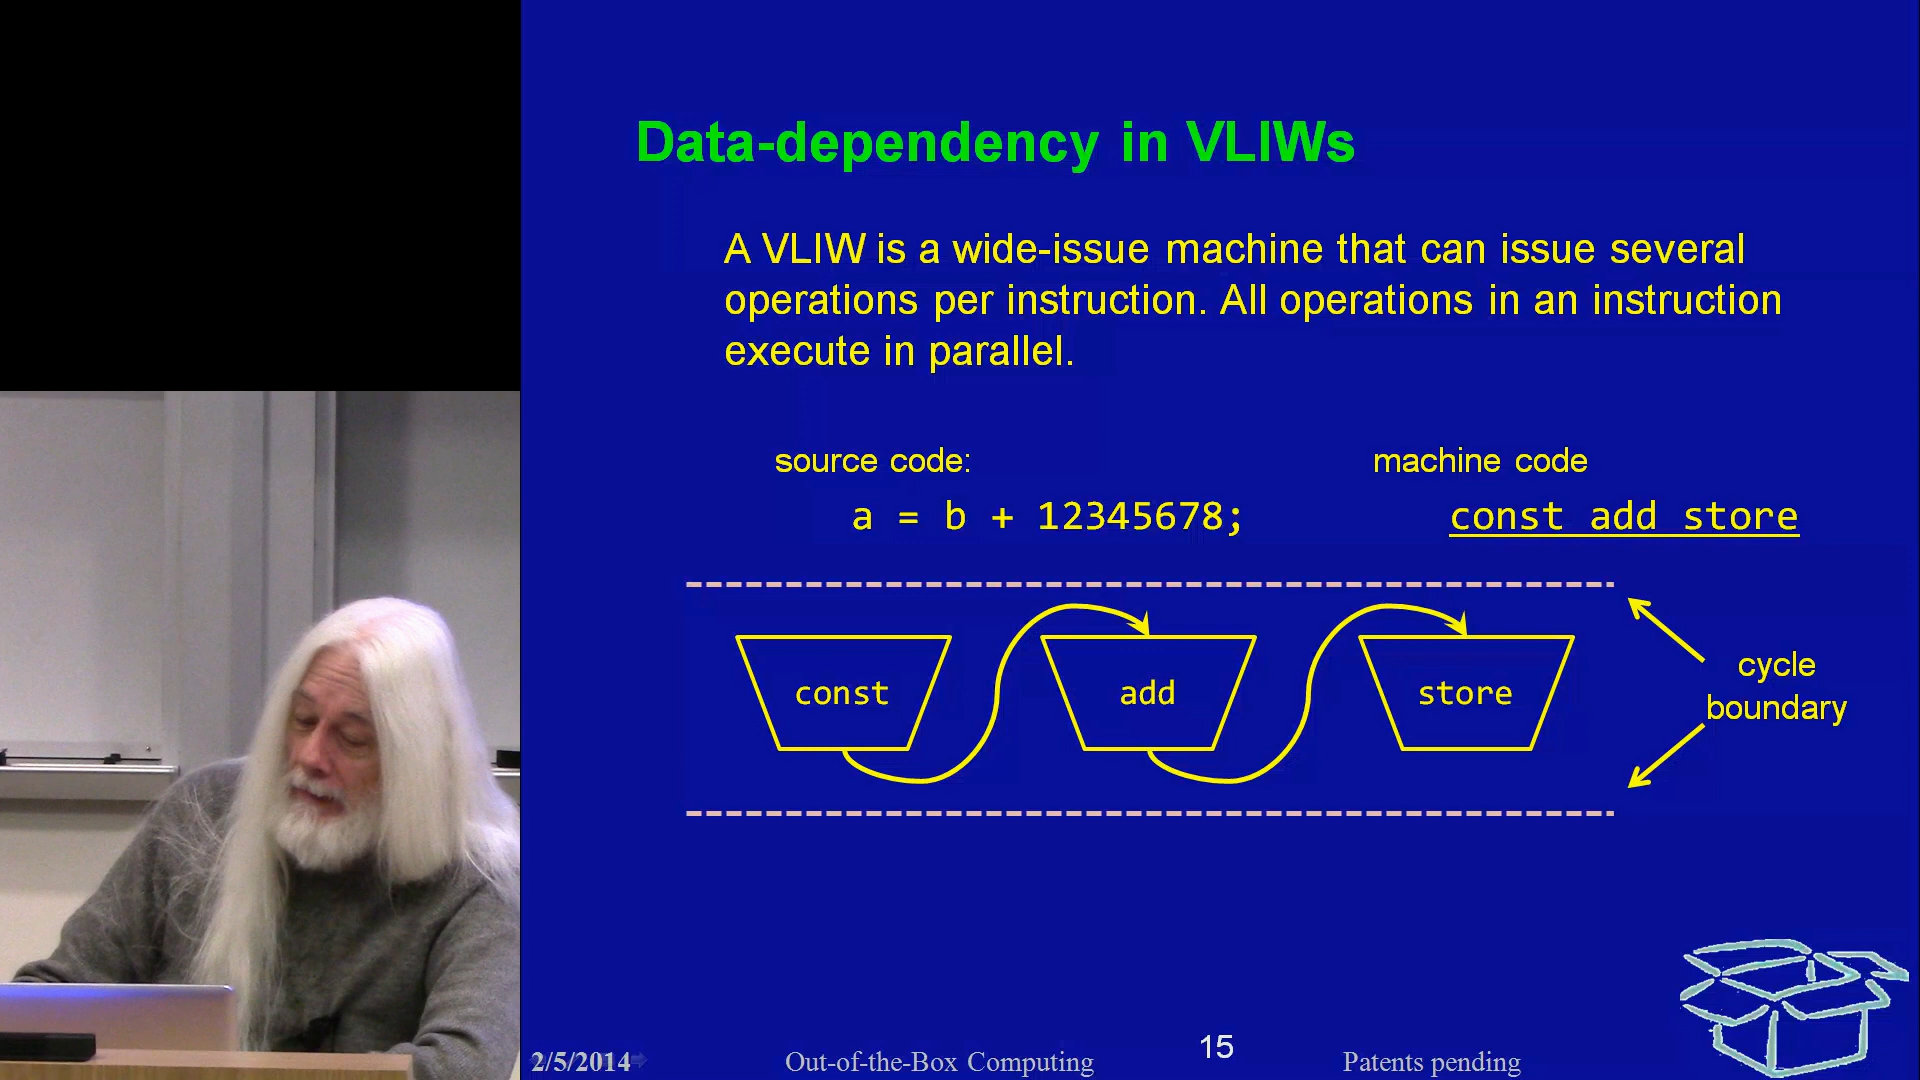 Data-dependency in VLIWs
A VLIW is a wide-issue machine that can issue several
operations per instruction. All operations in an instruction
execute in parallel.
source code:
machine code
a = b + 12345678;
const add store
const
add
store
cycle
boundary
2/5/2014
Out-of-the-Box Computing
15
Patents pending